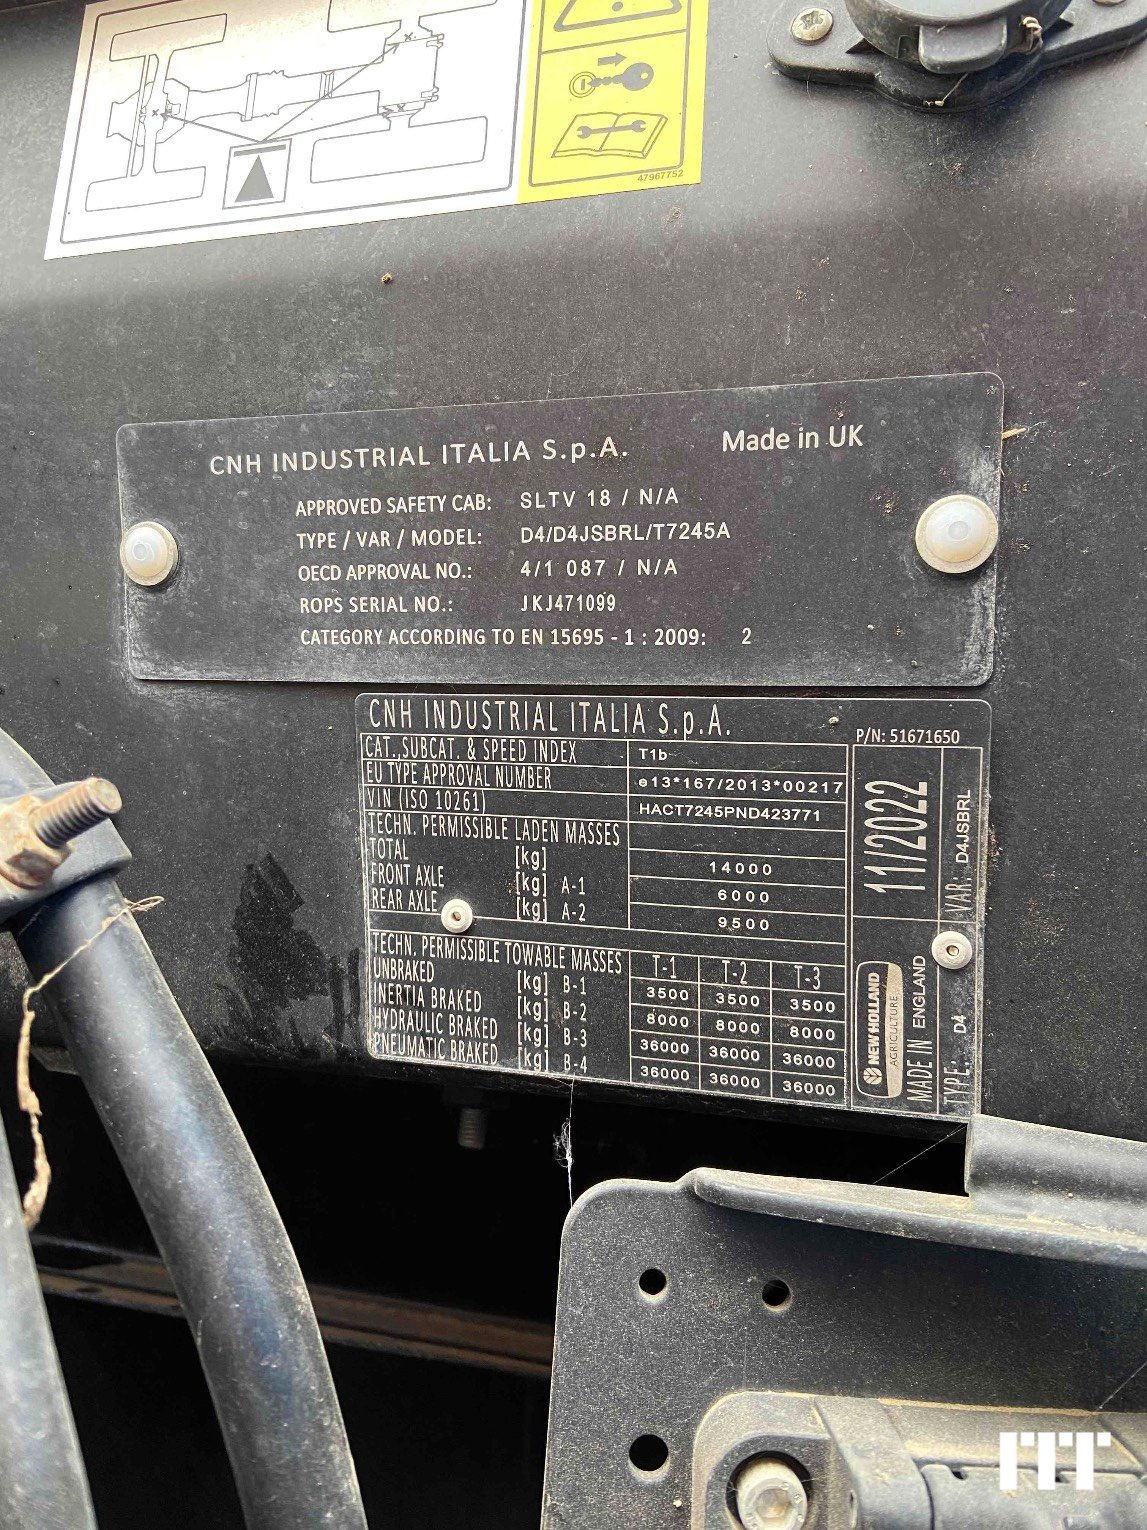 47967752
CNH INDUSTRIAL ITALIA S.p.A. Made in UK
APPROVED SAFETY CAB: SLTV 18 / N/A
TYPE / VAR / MODEL: D4/D4JSBRL/T7245A
OECD APPROVAL NO.: 4/1 087 / N/A
ROPS SERIAL NO.: JKJ471099
CATEGORY ACCORDING TO EN 15695 - 1 : 2009: 2
CNH INDUSTRIAL ITALIA S.p.A.
P/N: 51671650
CAT.,SUBCAT. & SPEED INDEX T1b
EU TYPE APPROVAL NUMBER e13*167/2013*00217
VIN (ISO 10261) HACT7245PND423771
TECHN. PERMISSIBLE LADEN MASSES
TOTAL [kg] 14000
FRONT AXLE [kg] A-1 6000
REAR AXLE [kg] A-2 9500
TECHN. PERMISSIBLE TOWABLE MASSES T-1 T-2 T-3
UNBRAKED [kg] B-1 3500 3500 3500
INERTIA BRAKED [kg] B-2 8000 8000 8000
HYDRAULIC BRAKED [kg] B-3 36000 36000 36000
PNEUMATIC BRAKED [kg] B-4 36000 36000 36000
11/2022
NEW HOLLAND
AGRICULTURE
MADE IN ENGLAND
TYPE: D4 VAR: D4JSBRL